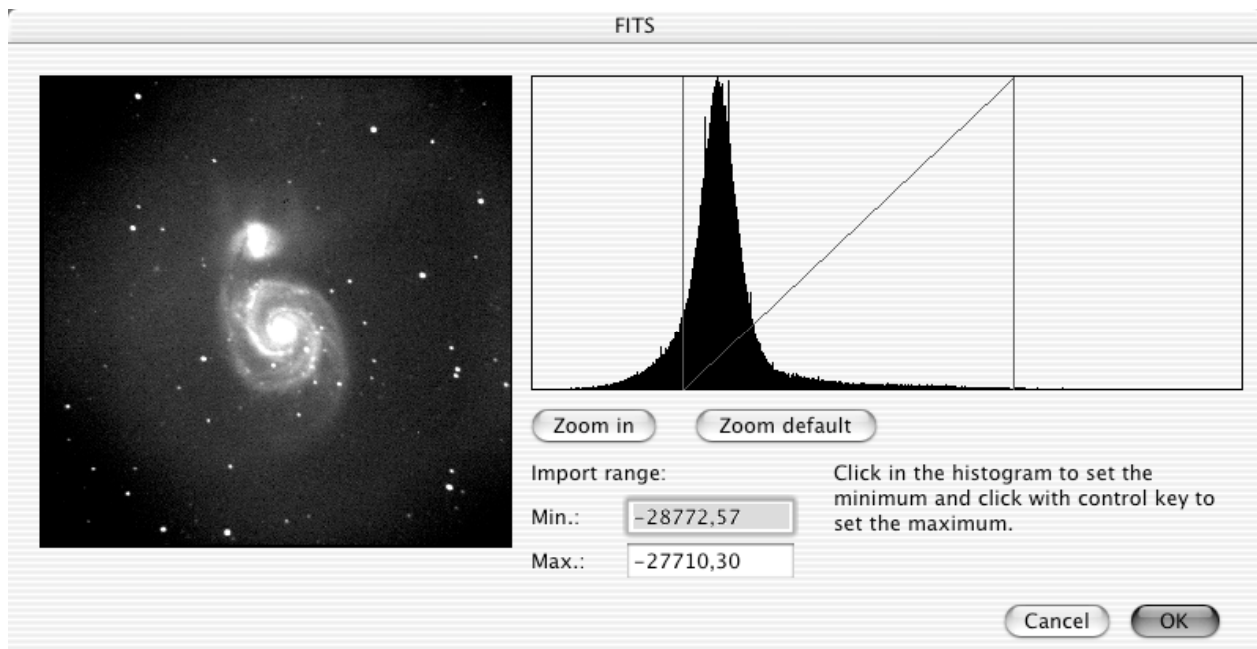 FITS
Zoom in
Zoom default
Import range:
Min.: -28772,57
Max.: -27710,30
Click in the histogram to set the
minimum and click with control key to
set the maximum.
Cancel
OK